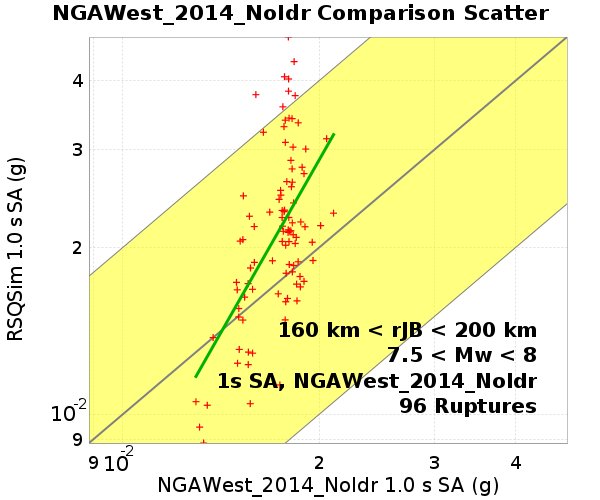 NGAWest_2014_NoIdr Comparison Scatter
RSQSim 1.0 s SA (g)
4
3
2
10⁻²
9
160 km < rJB < 200 km
7.5 < Mw < 8
1s SA, NGAWest_2014_NoIdr
96 Ruptures
9 10⁻² 2 3 4
NGAWest_2014_NoIdr 1.0 s SA (g)